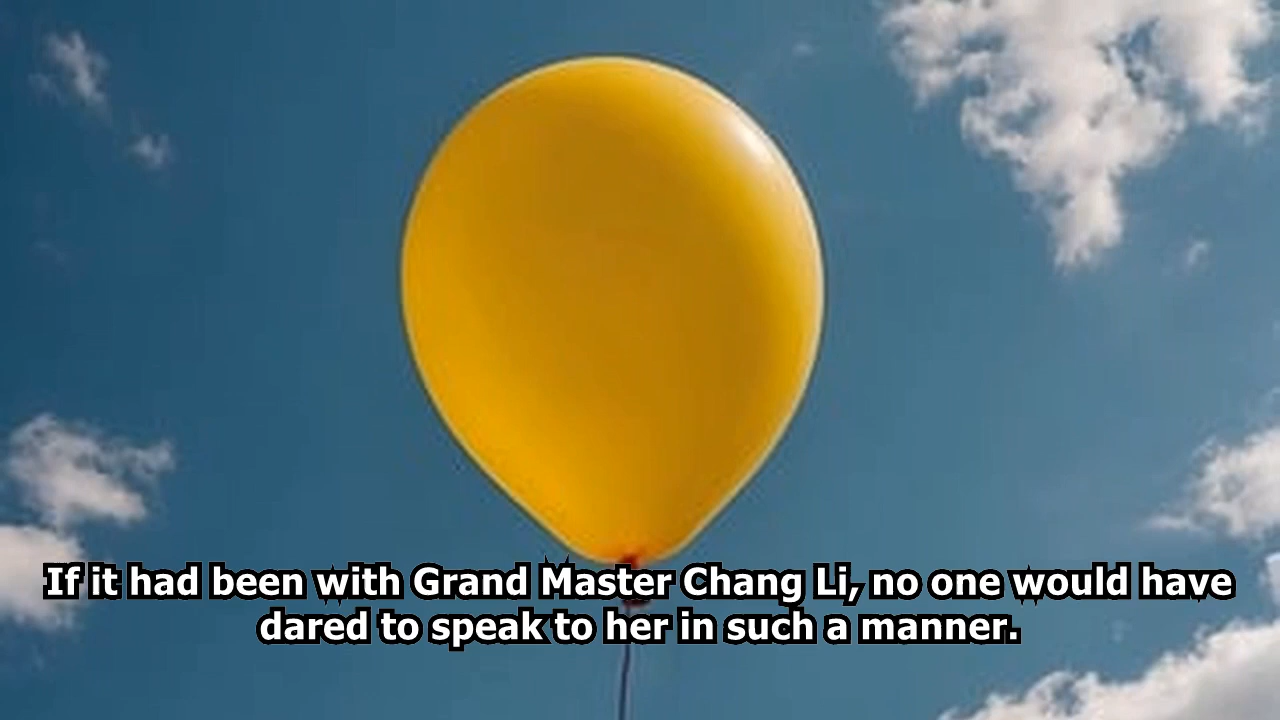 If it had been with Grand Master Chang Li, no one would have
dared to speak to her in such a manner.